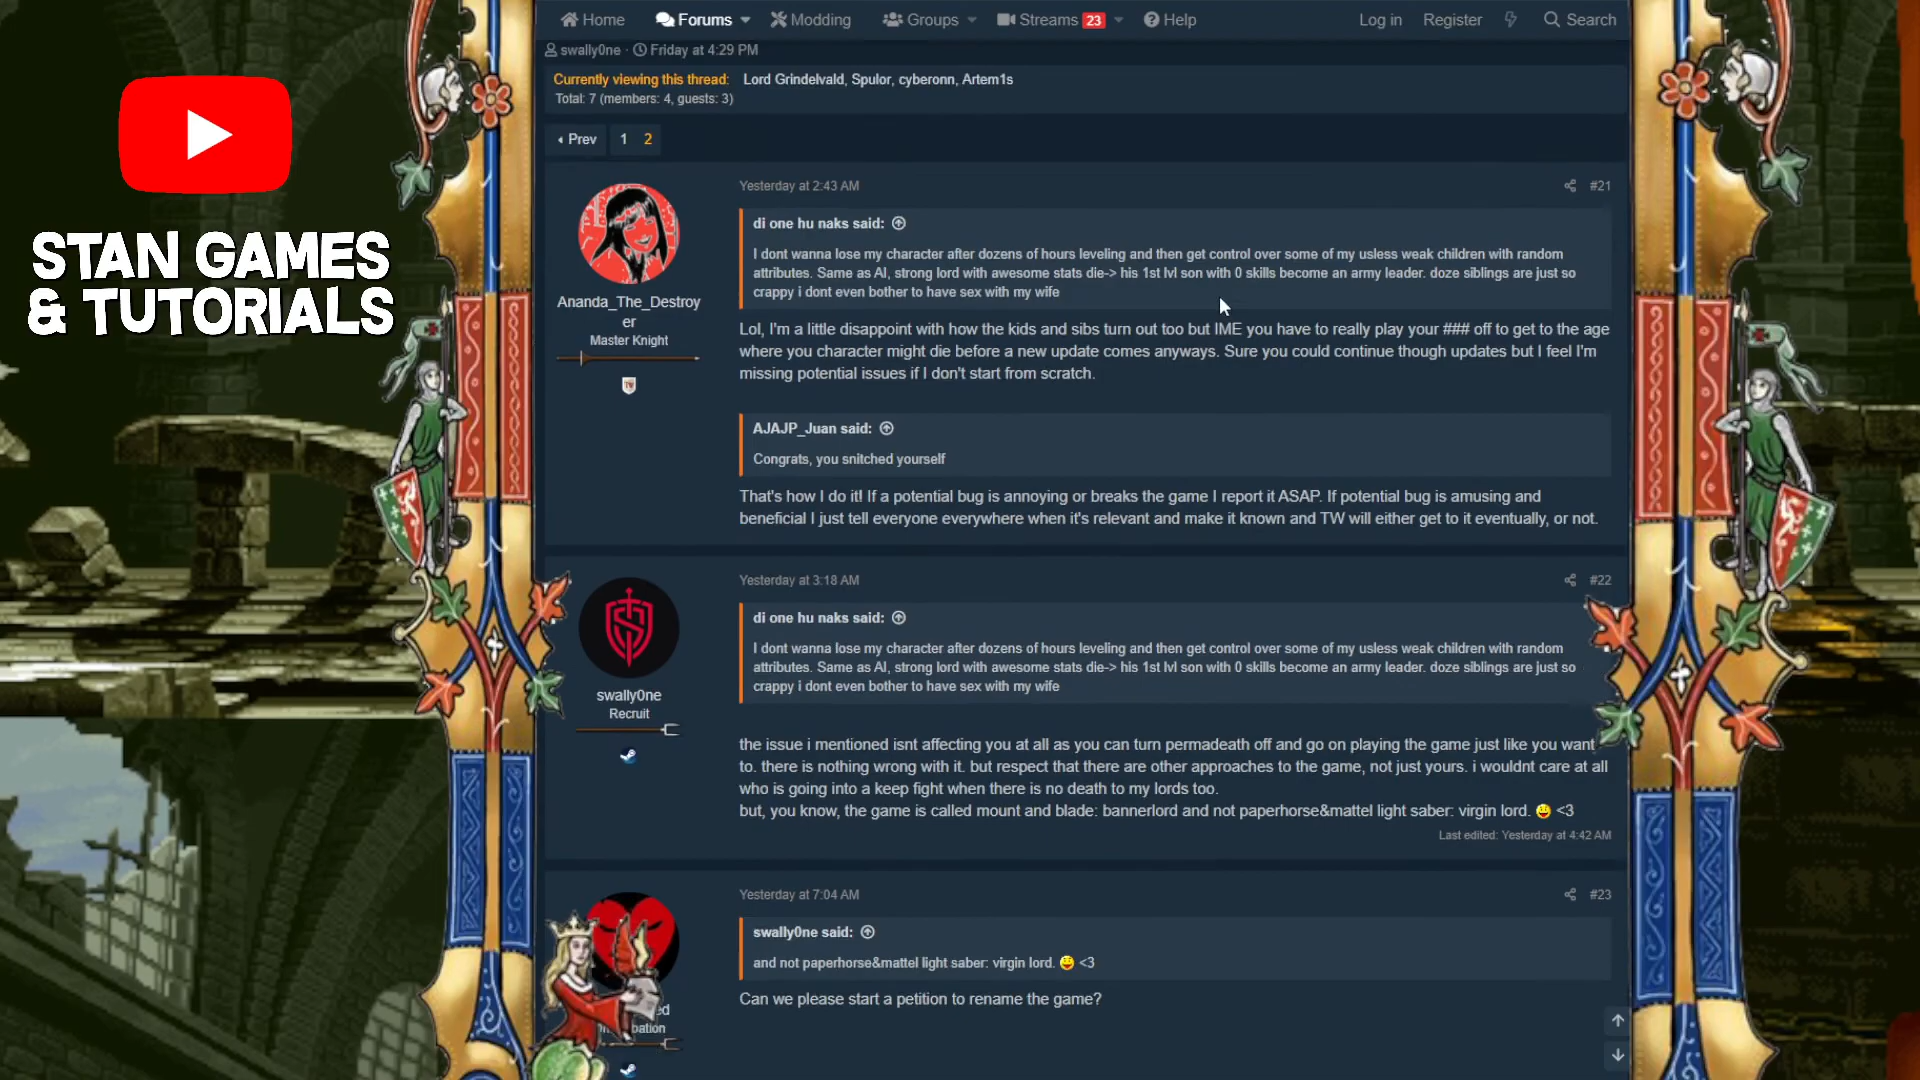 STAN GAMES
& TUTORIALS
Home
Forums
Modding
Groups
Streams 23
Help
Log in
Register
Search
swally0ne · Friday at 4:29 PM
Currently viewing this thread: Lord Grindelvald, Spulor, cyberonn, Artem1s
Total: 7 (members: 4, guests: 3)
Prev 1 2
Ananda_The_Destroy
er
Master Knight
TW
Yesterday at 2:43 AM
#21
di one hu naks said:
I dont wanna lose my character after dozens of hours leveling and then get control over some of my usless weak children with random
attributes. Same as AI, strong lord with awesome stats die-> his 1st lvl son with 0 skills become an army leader. doze siblings are just so
crappy i dont even bother to have sex with my wife
Lol, I'm a little disappoint with how the kids and sibs turn out too but IME you have to really play your ### off to get to the age
where you character might die before a new update comes anyways. Sure you could continue though updates but I feel I'm
missing potential issues if I don't start from scratch.
AJAJP_Juan said:
Congrats, you snitched yourself
That's how I do it! If a potential bug is annoying or breaks the game I report it ASAP. If potential bug is amusing and
beneficial I just tell everyone everywhere when it's relevant and make it known and TW will either get to it eventually, or not.
swally0ne
Recruit
Yesterday at 3:18 AM
#22
di one hu naks said:
I dont wanna lose my character after dozens of hours leveling and then get control over some of my usless weak children with random
attributes. Same as AI, strong lord with awesome stats die-> his 1st lvl son with 0 skills become an army leader. doze siblings are just so
crappy i dont even bother to have sex with my wife
the issue i mentioned isnt affecting you at all as you can turn permadeath off and go on playing the game just like you want
to. there is nothing wrong with it. but respect that there are other approaches to the game, not just yours. i wouldnt care at all
who is going into a keep fight when there is no death to my lords too.
but, you know, the game is called mount and blade: bannerlord and not paperhorse&mattel light saber: virgin lord. <3
Last edited: Yesterday at 4:42 AM
Yesterday at 7:04 AM
#23
swally0ne said:
and not paperhorse&mattel light saber: virgin lord. <3
Can we please start a petition to rename the game?